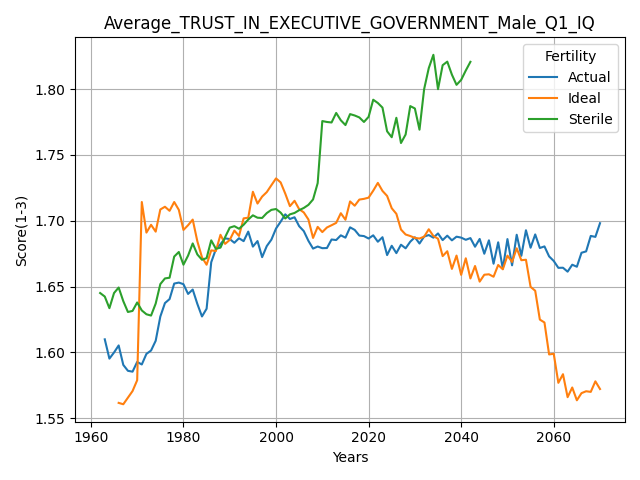 Average_TRUST_IN_EXECUTIVE_GOVERNMENT_Male_Q1_IQ
Fertility
Actual
Ideal
Sterile
Score(1-3)
1.80
1.75
1.70
1.65
1.60
1.55
1960
1980
2000
2020
2040
2060
Years